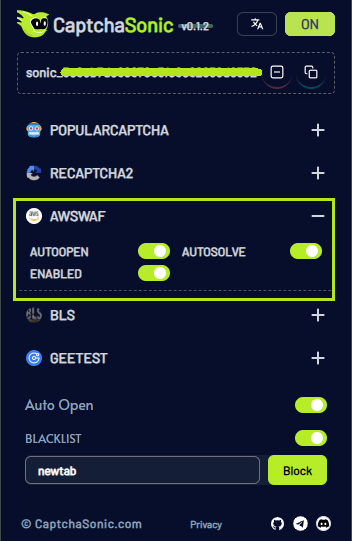 CaptchaSonic v0.1.2 ON
sonic_
POPULARCAPTCHA
RECAPTCHA2
aws AWSWAF
AUTOOPEN AUTOSOLVE
ENABLED
BLS
GEETEST
Auto Open
BLACKLIST
newtab Block
© CaptchaSonic.com Privacy